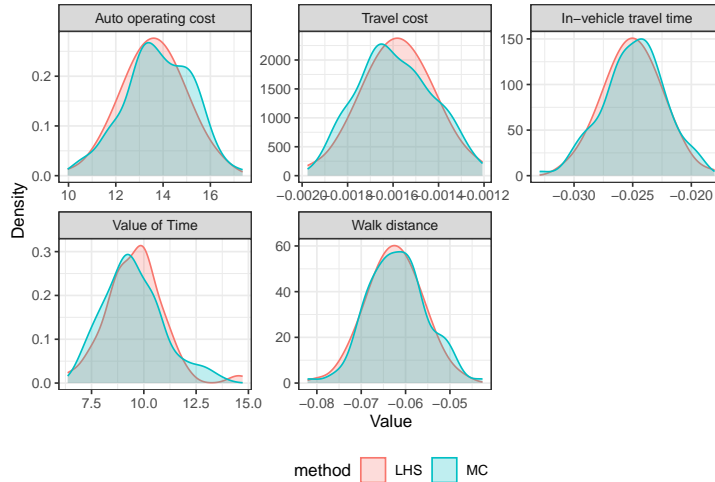 Auto operating cost
Travel cost
In−vehicle travel time
0.0
0.1
0.2
10 12 14 16
0
500
1000
1500
2000
−0.0020 −0.0018 −0.0016 −0.0014 −0.0012
0
50
100
150
−0.030 −0.025 −0.020
Density
Value of Time
Walk distance
0.0
0.1
0.2
0.3
7.5 10.0 12.5 15.0
0
20
40
60
−0.08 −0.07 −0.06 −0.05
Value
method LHS MC